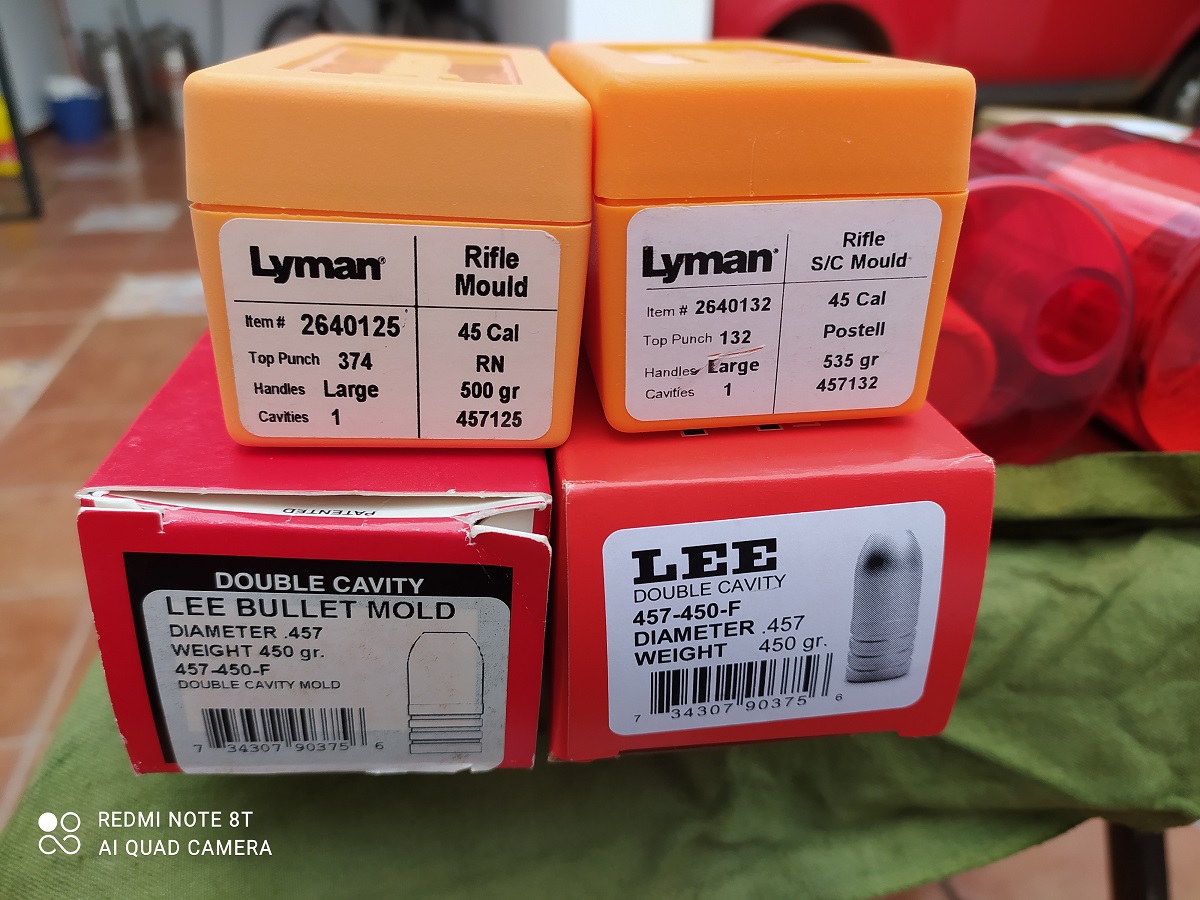 Lyman®
Rifle
Mould
Item # 2640125
Top Punch 374
Handles Large
Cavities 1
45 Cal
RN
500 gr
457125
Lyman®
Rifle
S/C Mould
Item # 2640132
Top Punch 132
Handles Large
Cavities 1
45 Cal
Postell
535 gr
457132
PATENTED
DOUBLE CAVITY
LEE BULLET MOLD
DIAMETER .457
WEIGHT 450 gr.
457-450-F
DOUBLE CAVITY MOLD
7 34307 90375 6
LEE
DOUBLE CAVITY
457-450-F
DIAMETER .457
WEIGHT 450 gr.
7 34307 90375 6
REDMI NOTE 8T
AI QUAD CAMERA